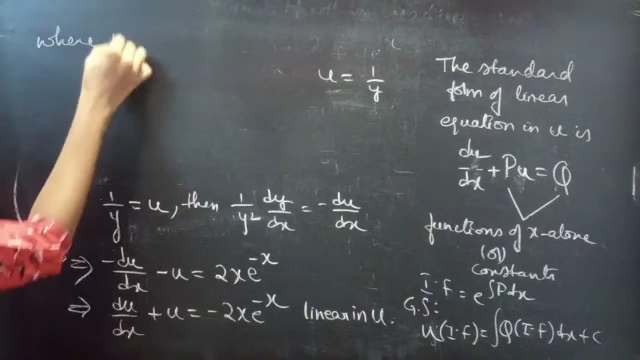 where
u = 1/y
1/y = u, then 1/y² dy/dx = -du/dx
⇒ -du/dx - u = 2xe^-x
⇒ du/dx + u = -2xe^-x linear in u.
The standard
form of linear
equation in u is
du/dx + Pu = Q
functions of x-alone
(or)
constants
I.f = e^∫Pdx
G.S:
u(I.f) = ∫Q(I.f)dx+c